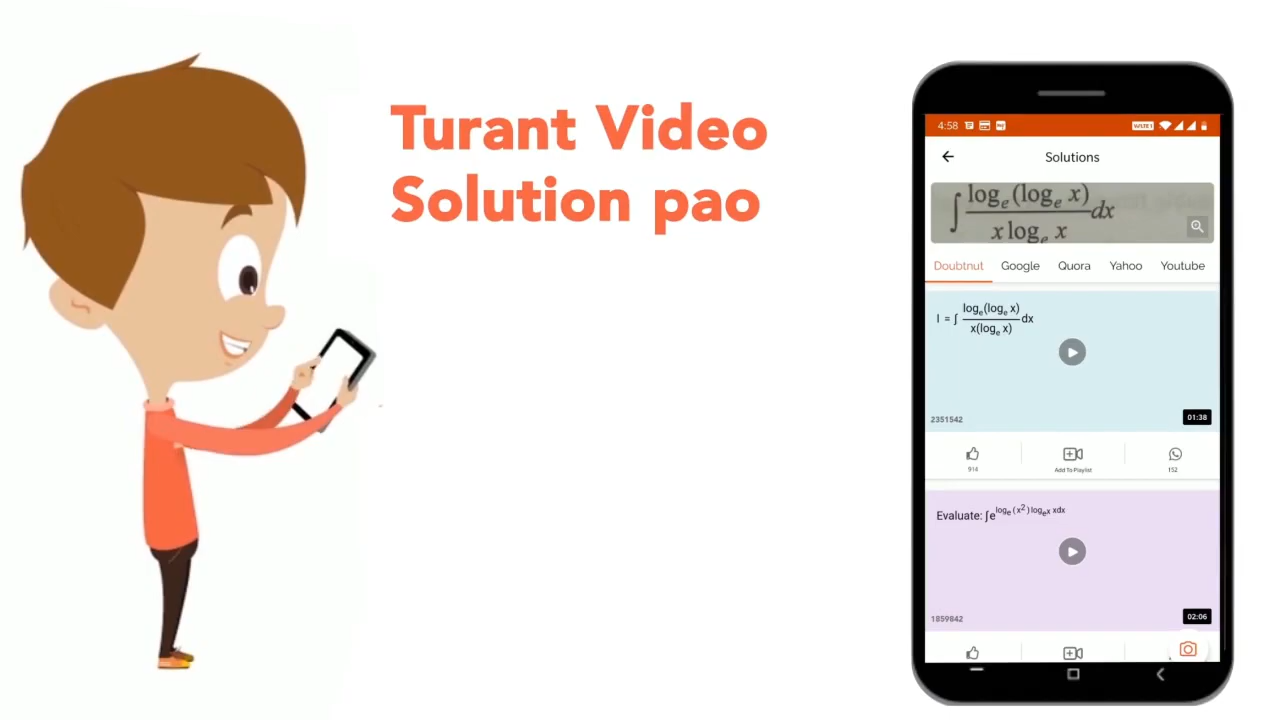 Turant Video
Solution pao
4:58
Solutions
∫ logₑ(logₑ x) / x logₑ x dx
Doubtnut Google Quora Yahoo Youtube
I = ∫ logₑ(logₑ x) / x(logₑ x) dx
2351542 01:38
914 Add To Playlist 152
Evaluate: ∫e^logₑ(x²)logₑx xdx
1859842 02:06